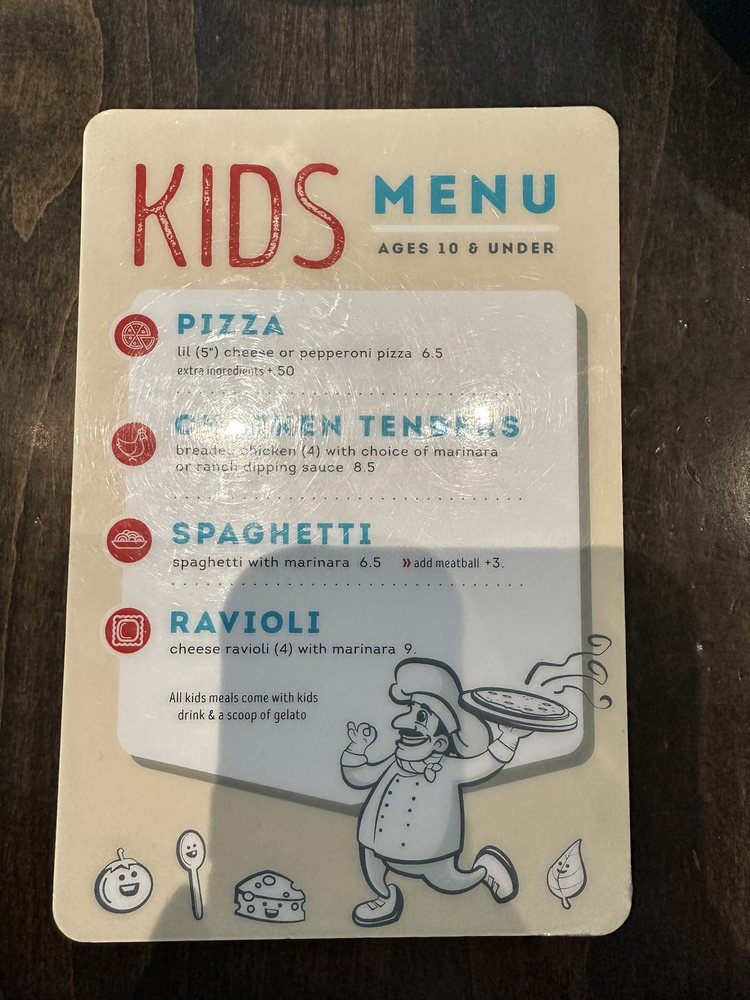 KIDS MENU
AGES 10 & UNDER
PIZZA
lil (5") cheese or pepperoni pizza 6.5
extra ingredients +.50
CHICKEN TENDERS
breaded chicken (4) with choice of marinara
or ranch dipping sauce 8.5
SPAGHETTI
spaghetti with marinara 6.5 » add meatball +3.
RAVIOLI
cheese ravioli (4) with marinara 9.
All kids meals come with kids
drink & a scoop of gelato